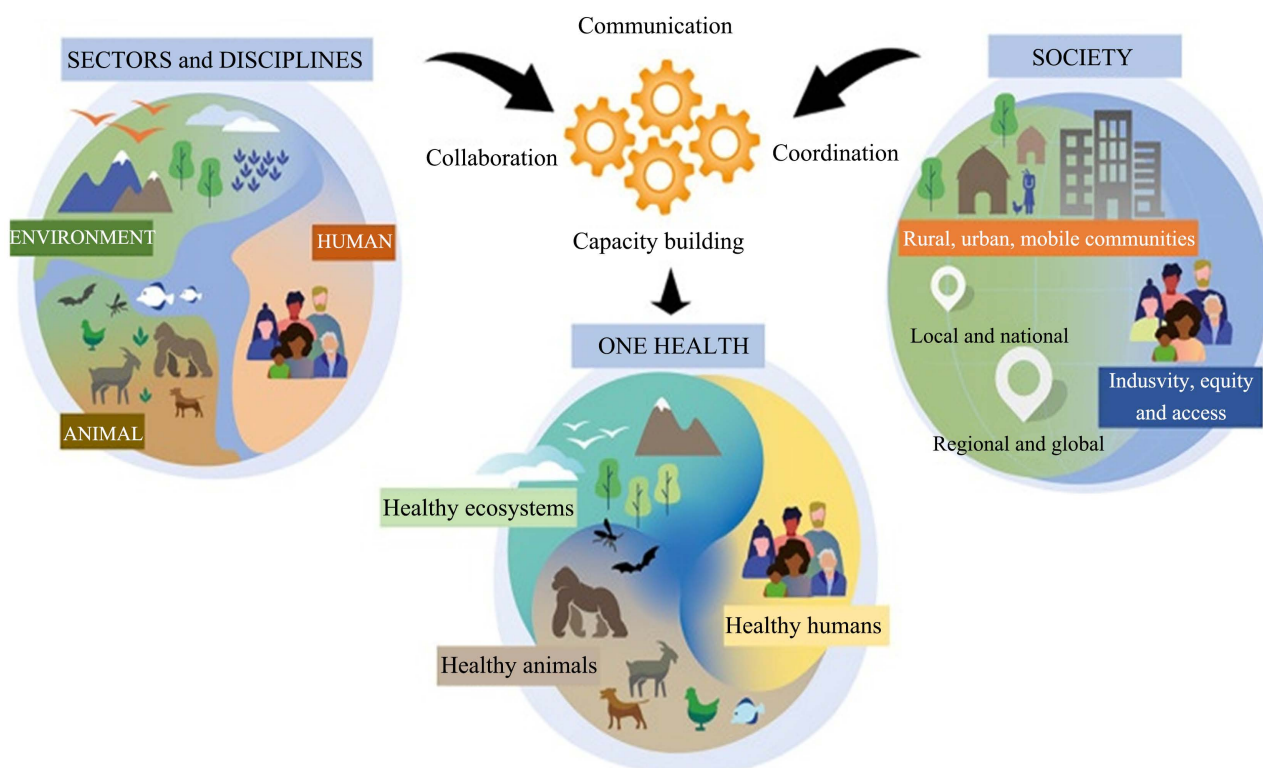 Communication
SECTORS and DISCIPLINES
SOCIETY
Collaboration
Coordination
ENVIRONMENT
HUMAN
Capacity building
Rural, urban, mobile communities
Local and national
ONE HEALTH
Indusvity, equity
and access
ANIMAL
Regional and global
Healthy ecosystems
Healthy humans
Healthy animals